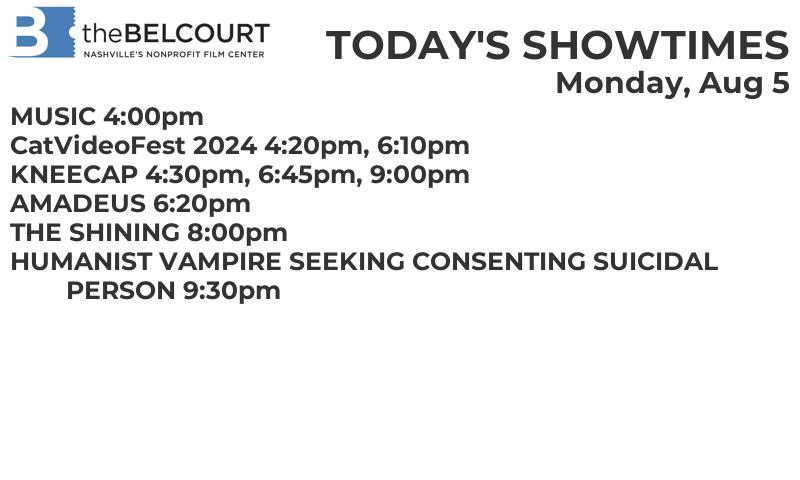 B theBELCOURT
NASHVILLE'S NONPROFIT FILM CENTER
TODAY'S SHOWTIMES
Monday, Aug 5
MUSIC 4:00pm
CatVideoFest 2024 4:20pm, 6:10pm
KNEECAP 4:30pm, 6:45pm, 9:00pm
AMADEUS 6:20pm
THE SHINING 8:00pm
HUMANIST VAMPIRE SEEKING CONSENTING SUICIDAL
PERSON 9:30pm